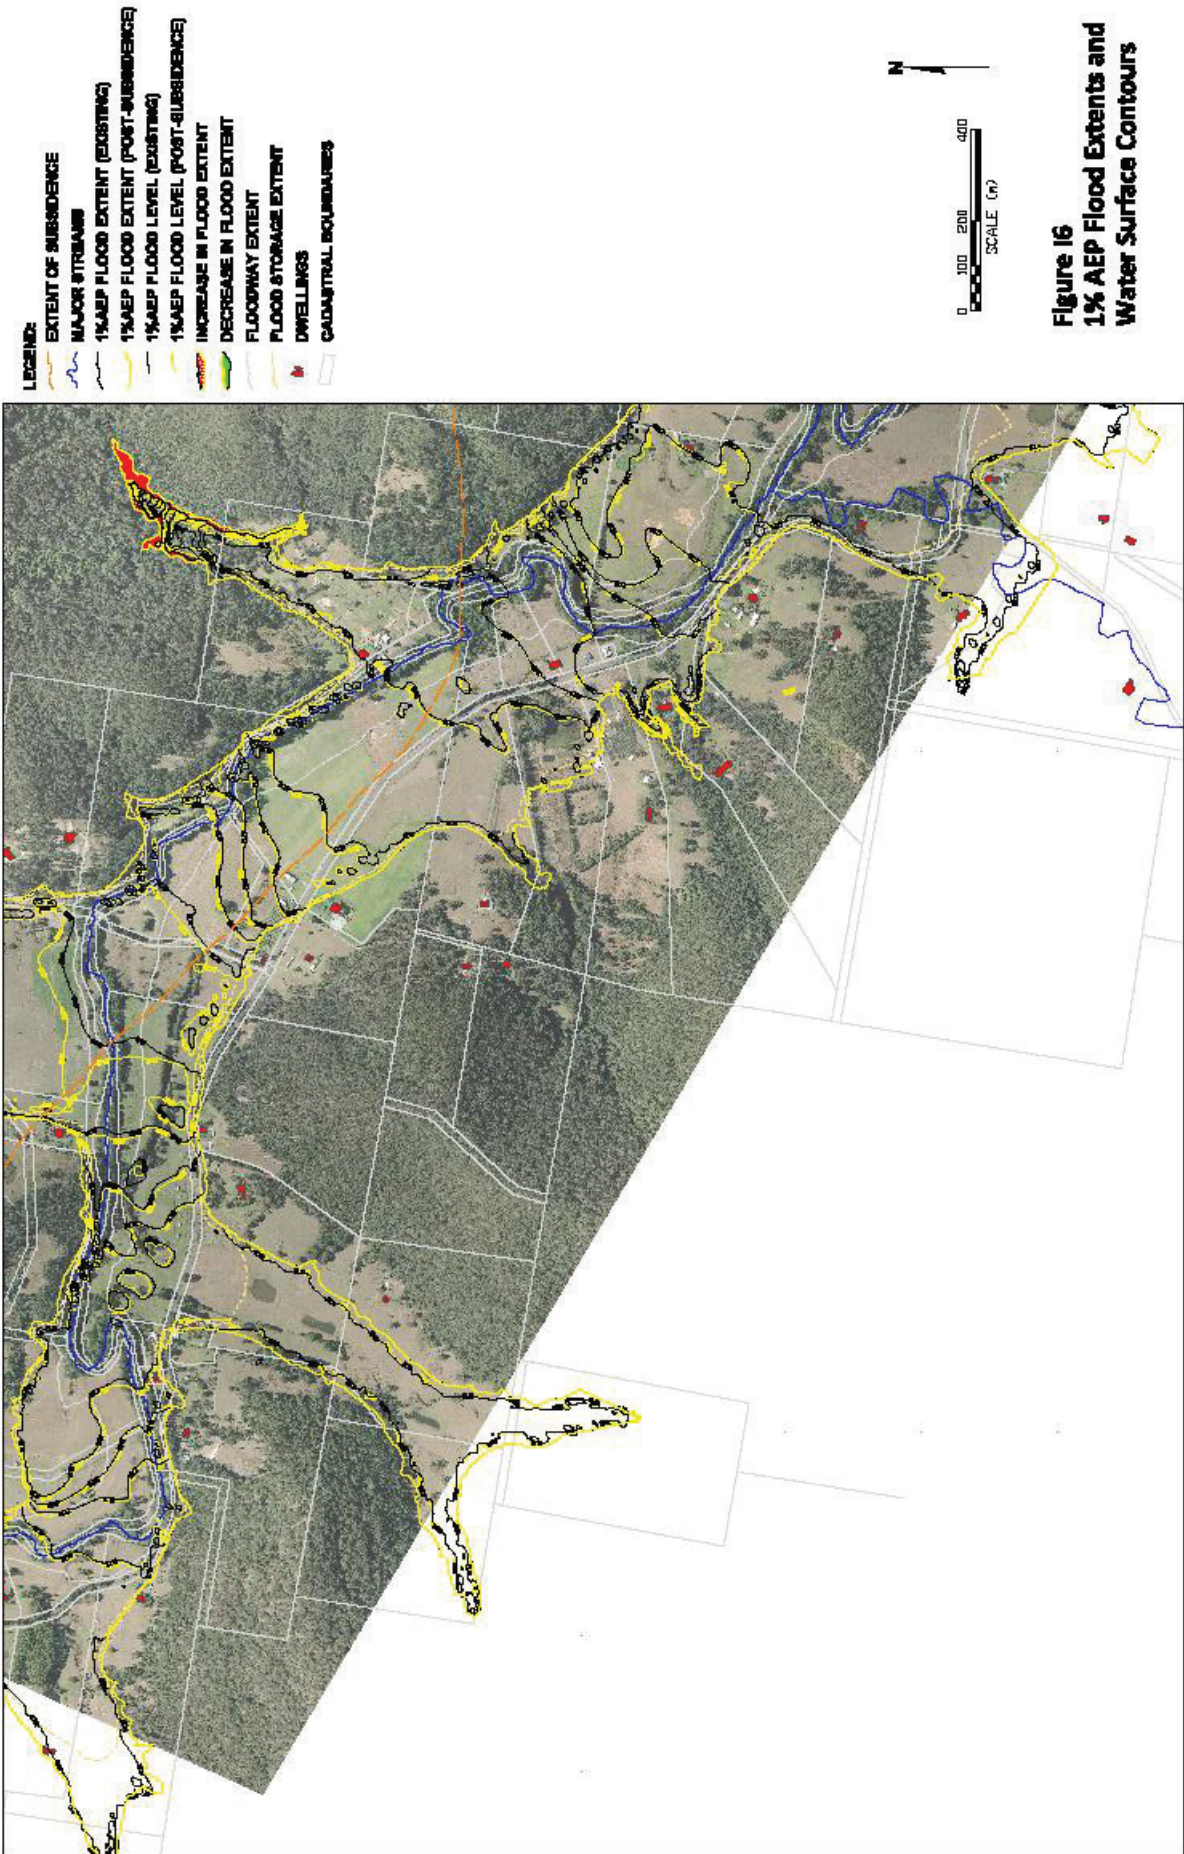 LEGEND:
EXTENT OF SUBSIDENCE
MAJOR STREAMS
1%AEP FLOOD EXTENT (EXISTING)
1%AEP FLOOD EXTENT (POST-SUBSIDENCE)
1%AEP FLOOD LEVEL (EXISTING)
1%AEP FLOOD LEVEL (POST-SUBSIDENCE)
INCREASE IN FLOOD EXTENT
DECREASE IN FLOOD EXTENT
FLOODWAY EXTENT
FLOOD STORAGE EXTENT
DWELLINGS
CADASTRAL BOUNDARIES
N
0 100 200 400
SCALE (m)
Figure I6
1% AEP Flood Extents and
Water Surface Contours